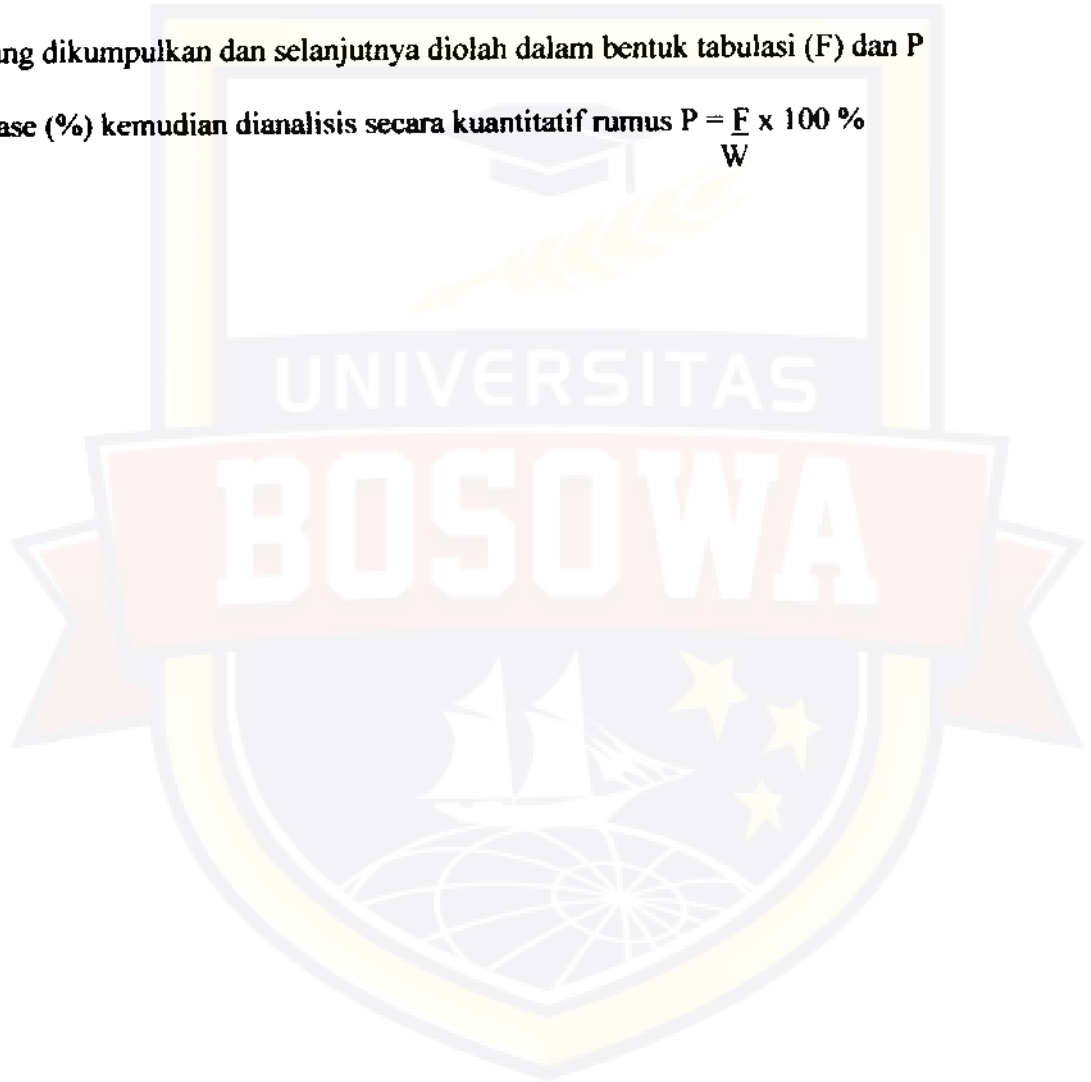 ng dikumpulkan dan selanjutnya diolah dalam bentuk tabulasi (F) dan P
ase (%) kemudian dianalisis secara kuantitatif rumus P = F x 100 %
W
UNIVERSITAS
BOSOWA